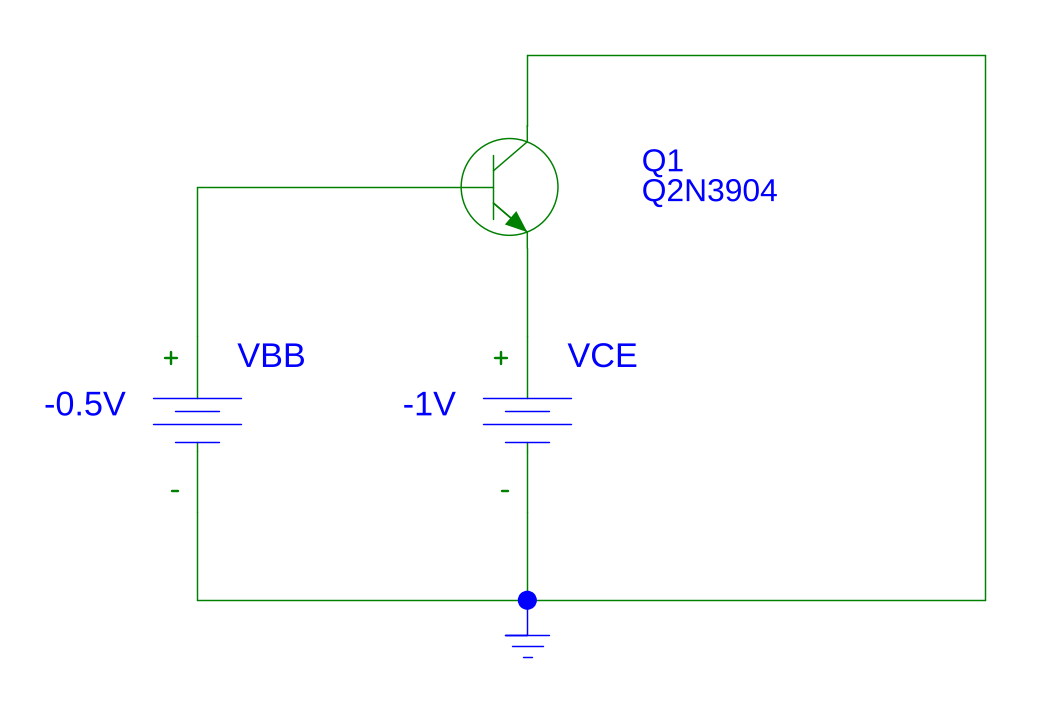 Q1
Q2N3904
+
VBB
+
VCE
-0.5V
-1V
-
-